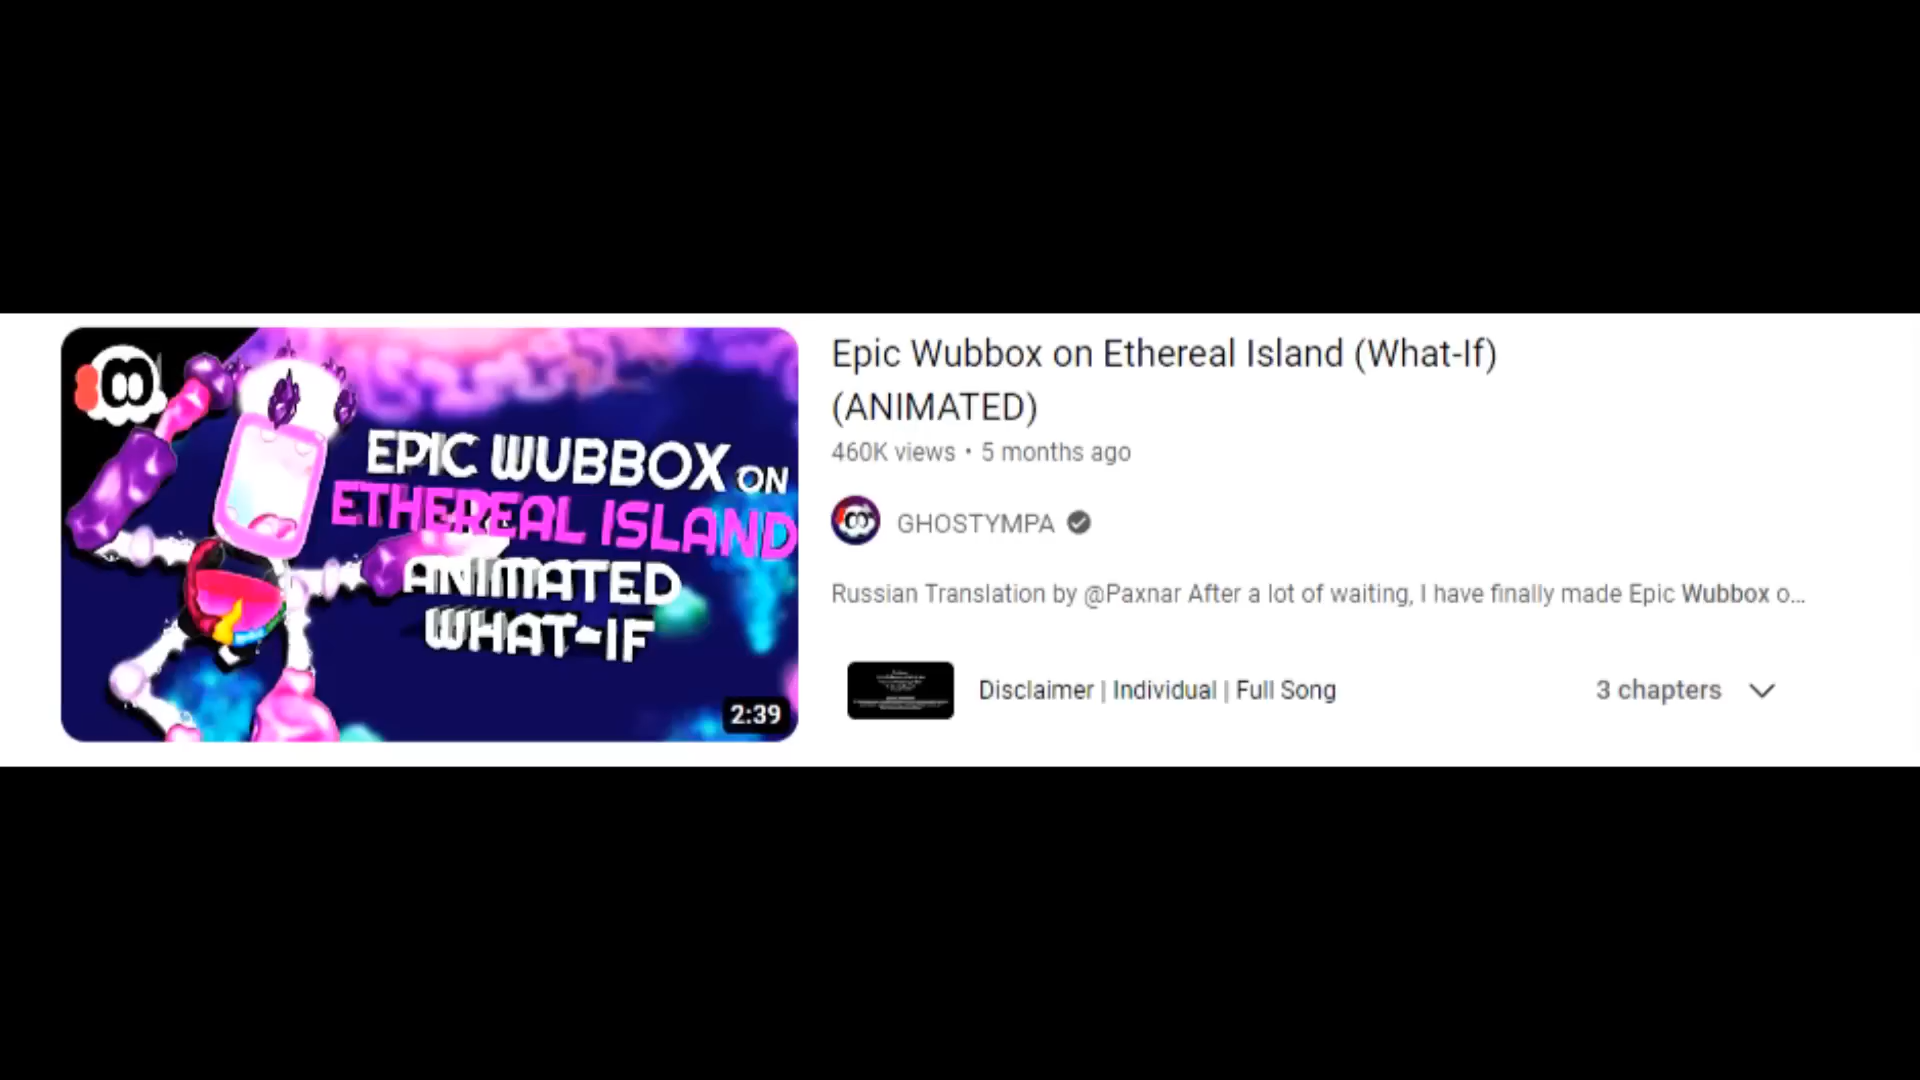 EPIC WUBBOX ON
ETHEREAL ISLAND
ANIMATED
WHAT-IF
2:39
Epic Wubbox on Ethereal Island (What-If)
(ANIMATED)
460K views • 5 months ago
GHOSTYMPA
Russian Translation by @Paxnar After a lot of waiting, I have finally made Epic Wubbox o...
Disclaimer | Individual | Full Song
3 chapters